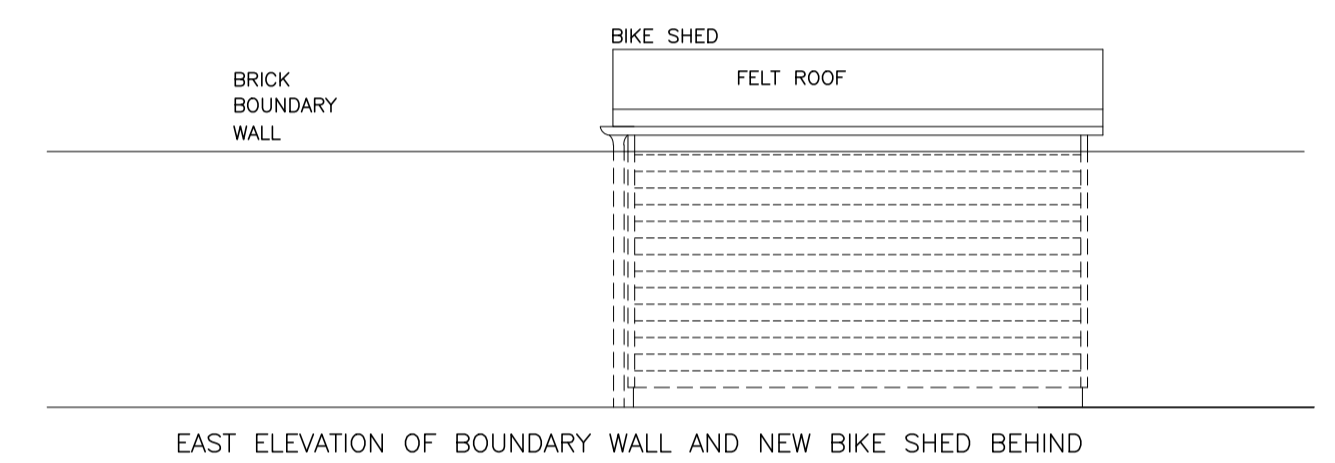 BIKE SHED
FELT ROOF
BRICK
BOUNDARY
WALL
EAST ELEVATION OF BOUNDARY WALL AND NEW BIKE SHED BEHIND